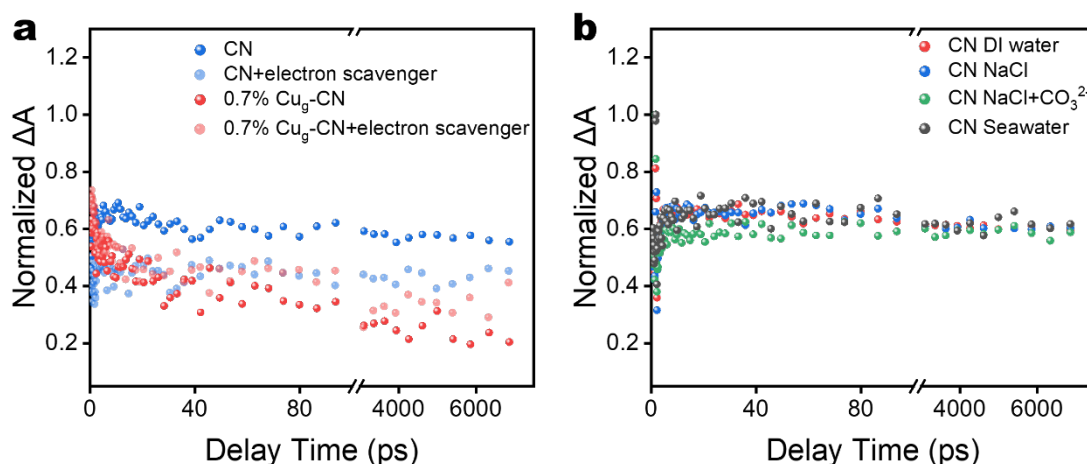 a
1.2
1.0
0.8
0.6
0.4
0.2
Normalized ΔA
CN
CN+electron scavenger
0.7% Cu₉-CN
0.7% Cu₉-CN+electron scavenger
0
40
80
4000
6000
Delay Time (ps)
b
1.2
1.0
0.8
0.6
0.4
0.2
Normalized ΔA
CN DI water
CN NaCl
CN NaCl+CO₃²⁻
CN Seawater
0
40
80
4000
6000
Delay Time (ps)